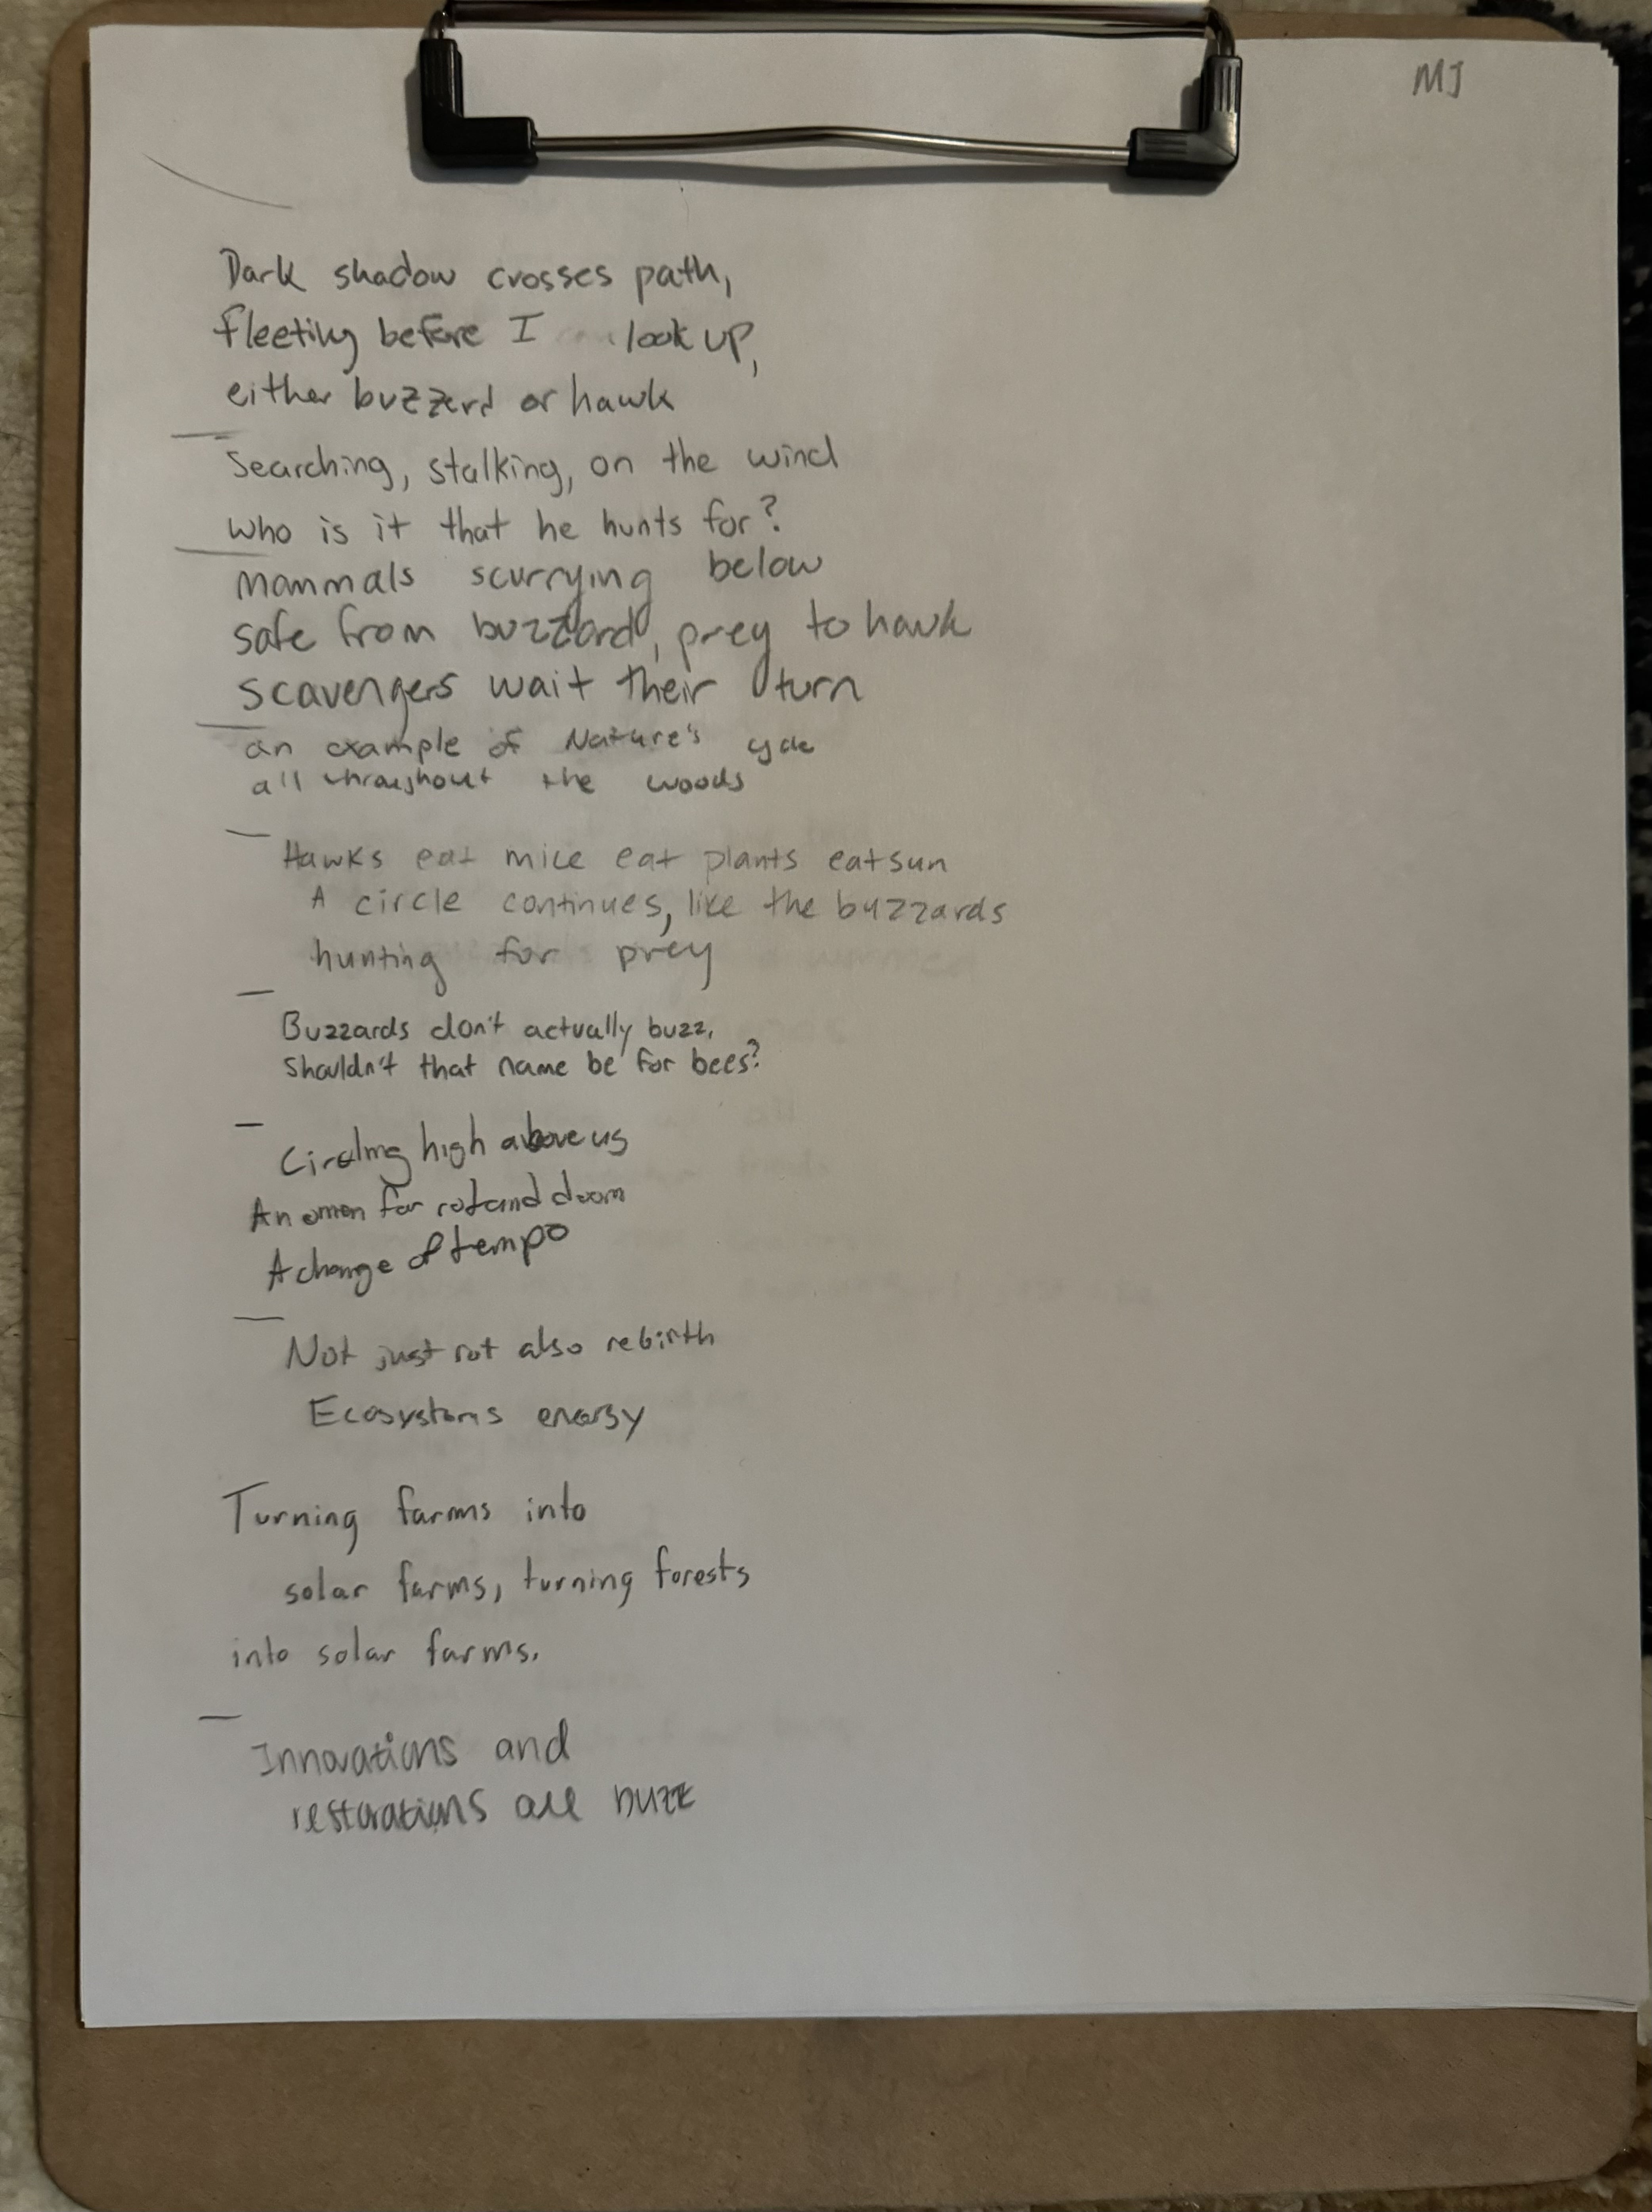 MJ
Dark shadow crosses path,
fleeting before I look up,
either buzzerd or hawk
Searching, stalking, on the wind
who is it that he hunts for?
Mammals scurrying below
safe from buzzard, prey to hawk
scavengers wait their turn
an example of Nature's cycle
all throughout the woods
Hawks eat mice eat plants eat sun
A circle continues, like the buzzards
hunting for prey
Buzzards don't actually buzz,
Shouldn't that name be for bees?
Circling high above us
An omen for rot and doom
A change of tempo
Not just rot also rebirth
Ecosystems energy
Turning farms into
solar farms, turning forests
into solar farms.
Innovations and
restorations are buzz